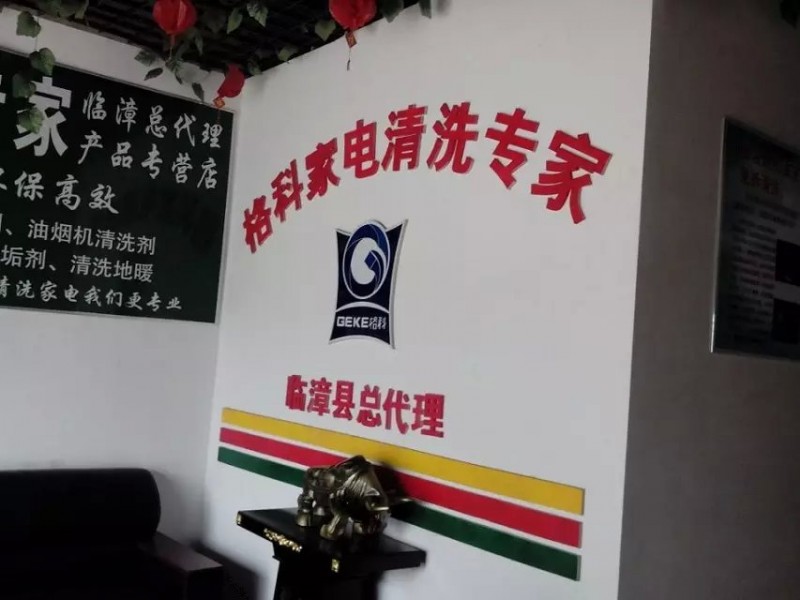 家 临漳总代理
产品专营店
保高效
、油烟机清洗剂
垢剂、清洗地暖
清洗家电我们更专业
格科家电清洗专家
GEKE格科
临漳县总代理